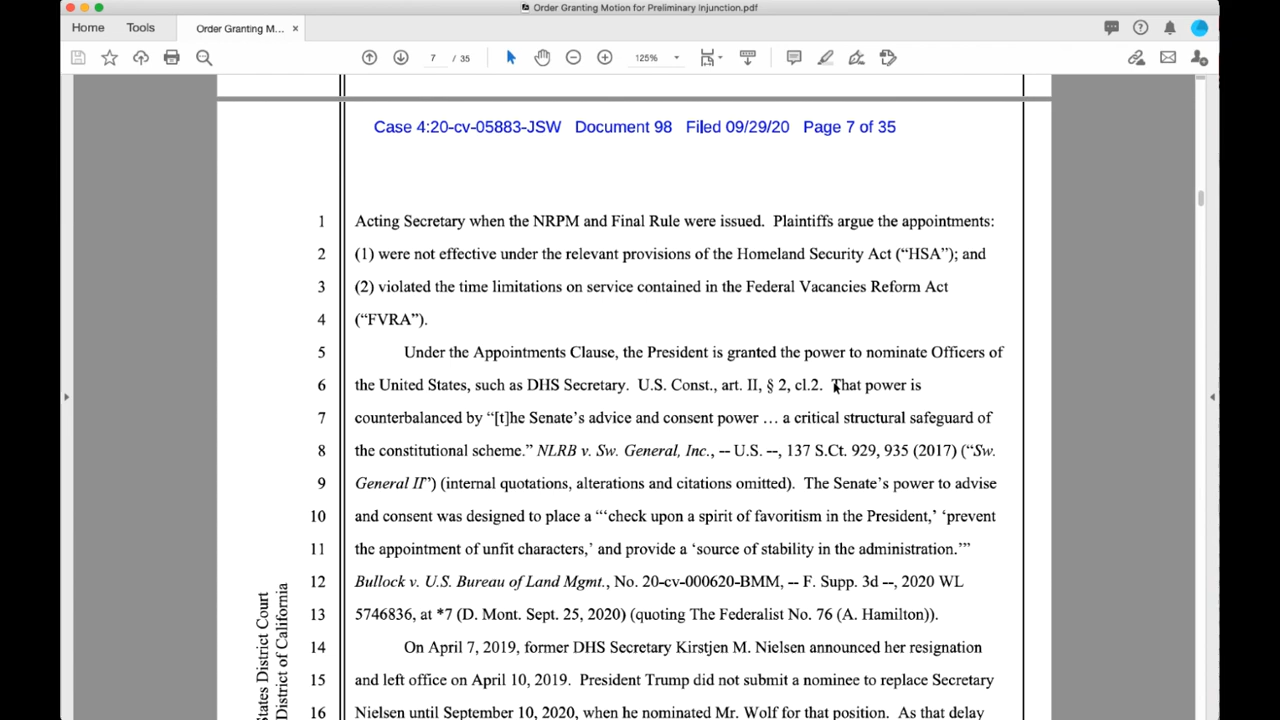 Order Granting Motion for Preliminary Injunction.pdf
Home Tools Order Granting M... ×
7 / 35 125%
Case 4:20-cv-05883-JSW Document 98 Filed 09/29/20 Page 7 of 35
1 Acting Secretary when the NRPM and Final Rule were issued. Plaintiffs argue the appointments:
2 (1) were not effective under the relevant provisions of the Homeland Security Act (“HSA”); and
3 (2) violated the time limitations on service contained in the Federal Vacancies Reform Act
4 (“FVRA”).
5 Under the Appointments Clause, the President is granted the power to nominate Officers of
6 the United States, such as DHS Secretary. U.S. Const., art. II, § 2, cl.2. That power is
7 counterbalanced by “[t]he Senate’s advice and consent power … a critical structural safeguard of
8 the constitutional scheme.” NLRB v. Sw. General, Inc., -- U.S. --, 137 S.Ct. 929, 935 (2017) (“Sw.
9 General II”) (internal quotations, alterations and citations omitted). The Senate’s power to advise
10 and consent was designed to place a “‘check upon a spirit of favoritism in the President,’ ‘prevent
11 the appointment of unfit characters,’ and provide a ‘source of stability in the administration.’”
12 Bullock v. U.S. Bureau of Land Mgmt., No. 20-cv-000620-BMM, -- F. Supp. 3d --, 2020 WL
13 5746836, at *7 (D. Mont. Sept. 25, 2020) (quoting The Federalist No. 76 (A. Hamilton)).
14 On April 7, 2019, former DHS Secretary Kirstjen M. Nielsen announced her resignation
15 and left office on April 10, 2019. President Trump did not submit a nominee to replace Secretary
16 Nielsen until September 10, 2020, when he nominated Mr. Wolf for that position. As that delay
States District Court
District of California